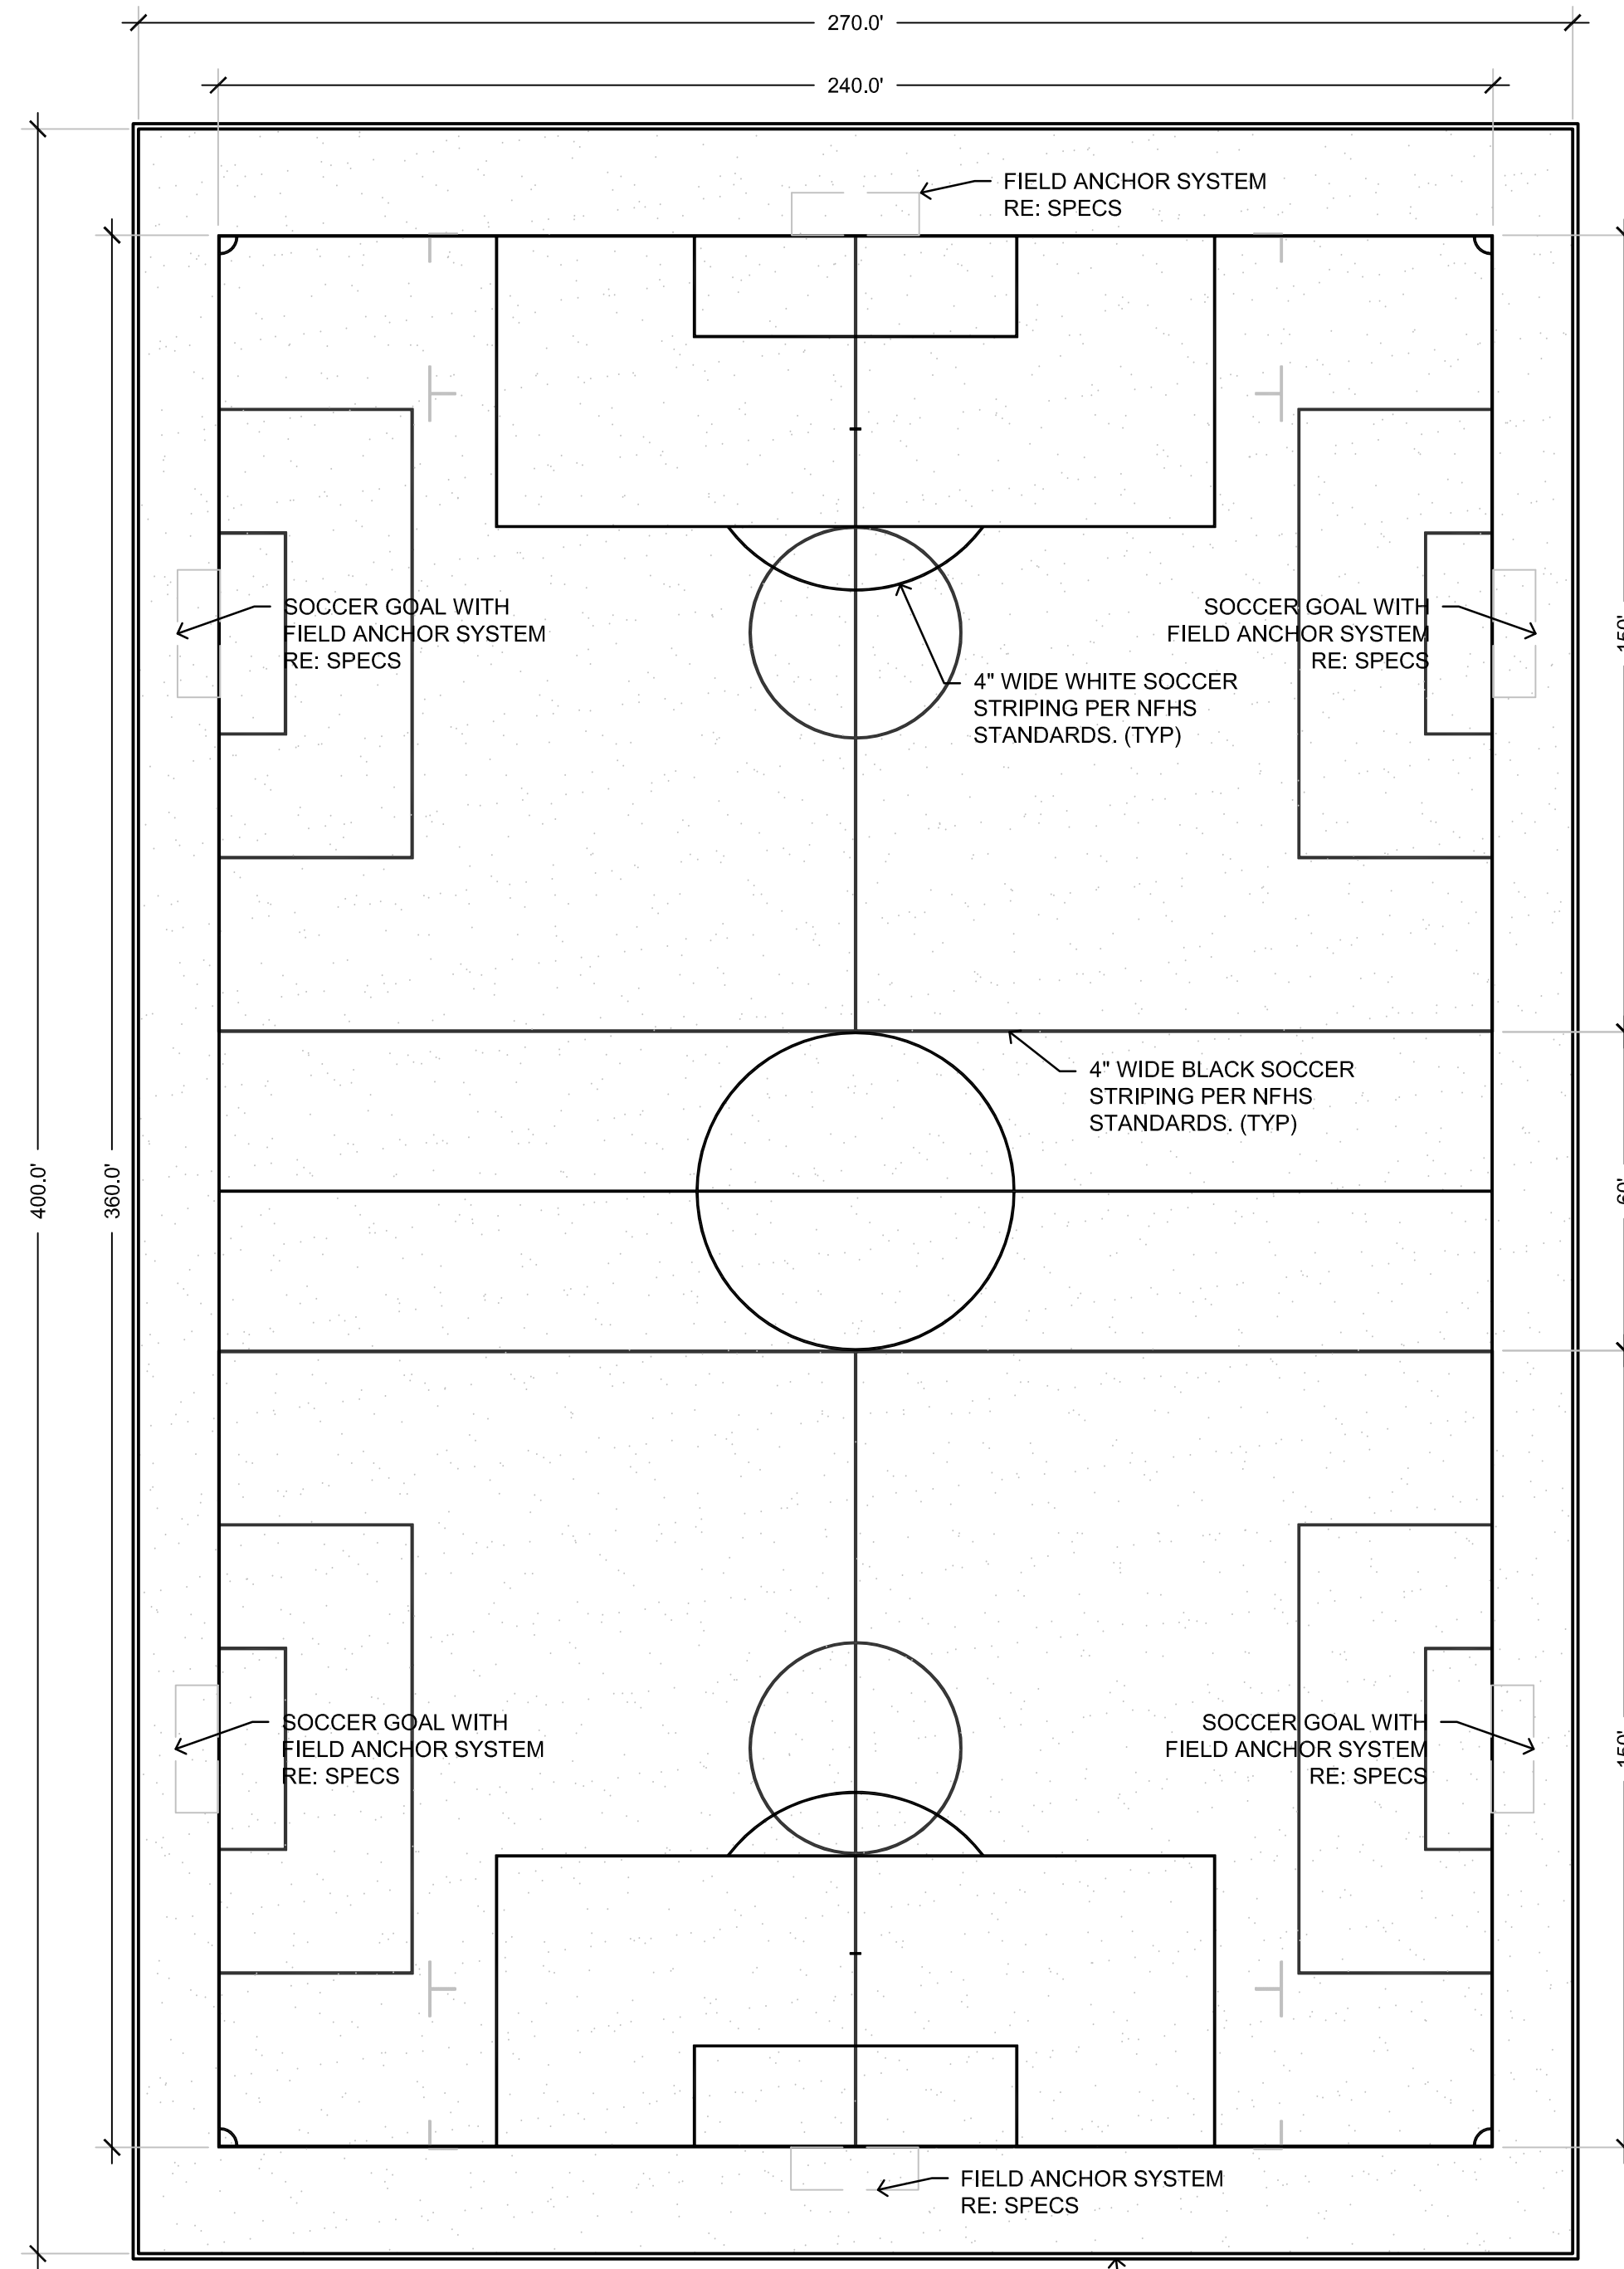 270.0'
240.0'
FIELD ANCHOR SYSTEM
RE: SPECS
SOCCER GOAL WITH
FIELD ANCHOR SYSTEM
RE: SPECS
SOCCER GOAL WITH
FIELD ANCHOR SYSTEM
RE: SPECS
150'
4" WIDE WHITE SOCCER
STRIPING PER NFHS
STANDARDS. (TYP)
4" WIDE BLACK SOCCER
STRIPING PER NFHS
STANDARDS. (TYP)
400.0'
360.0'
60'
SOCCER GOAL WITH
FIELD ANCHOR SYSTEM
RE: SPECS
SOCCER GOAL WITH
FIELD ANCHOR SYSTEM
RE: SPECS
150'
FIELD ANCHOR SYSTEM
RE: SPECS